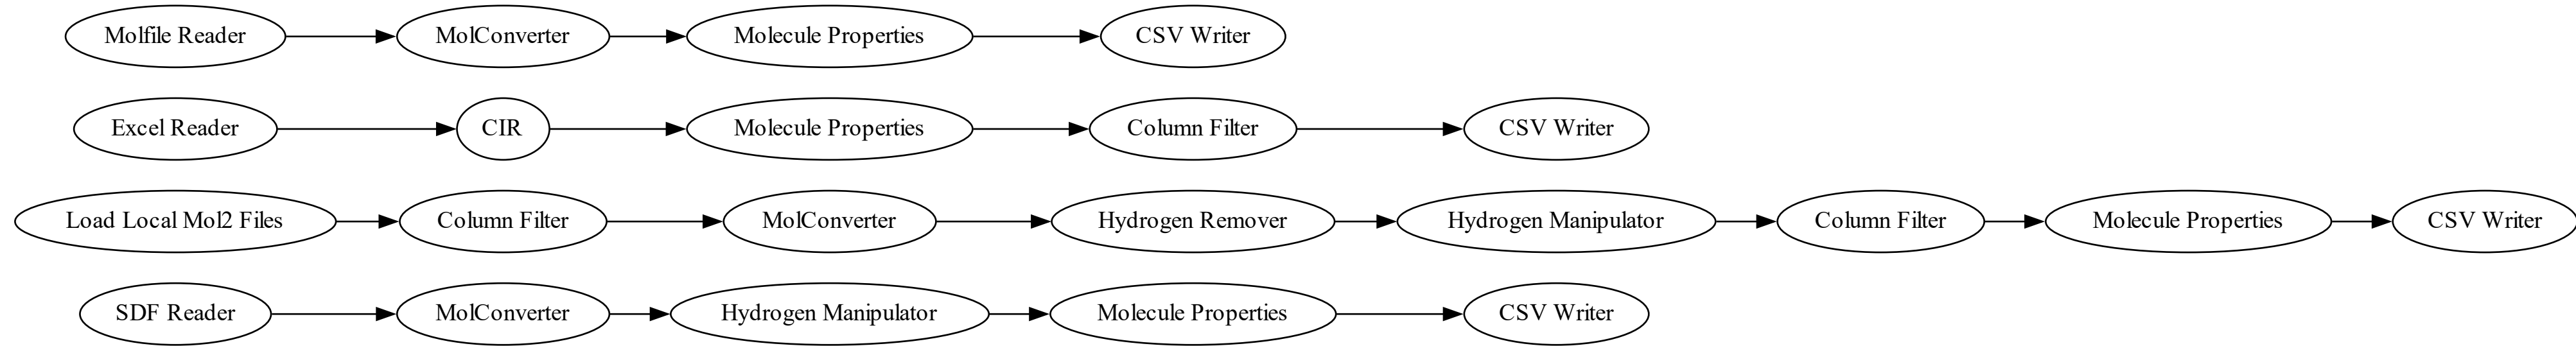 Molfile Reader MolConverter Molecule Properties CSV Writer
Excel Reader CIR Molecule Properties Column Filter CSV Writer
Load Local Mol2 Files Column Filter MolConverter Hydrogen Remover Hydrogen Manipulator Column Filter Molecule Properties CSV Writer
SDF Reader MolConverter Hydrogen Manipulator Molecule Properties CSV Writer